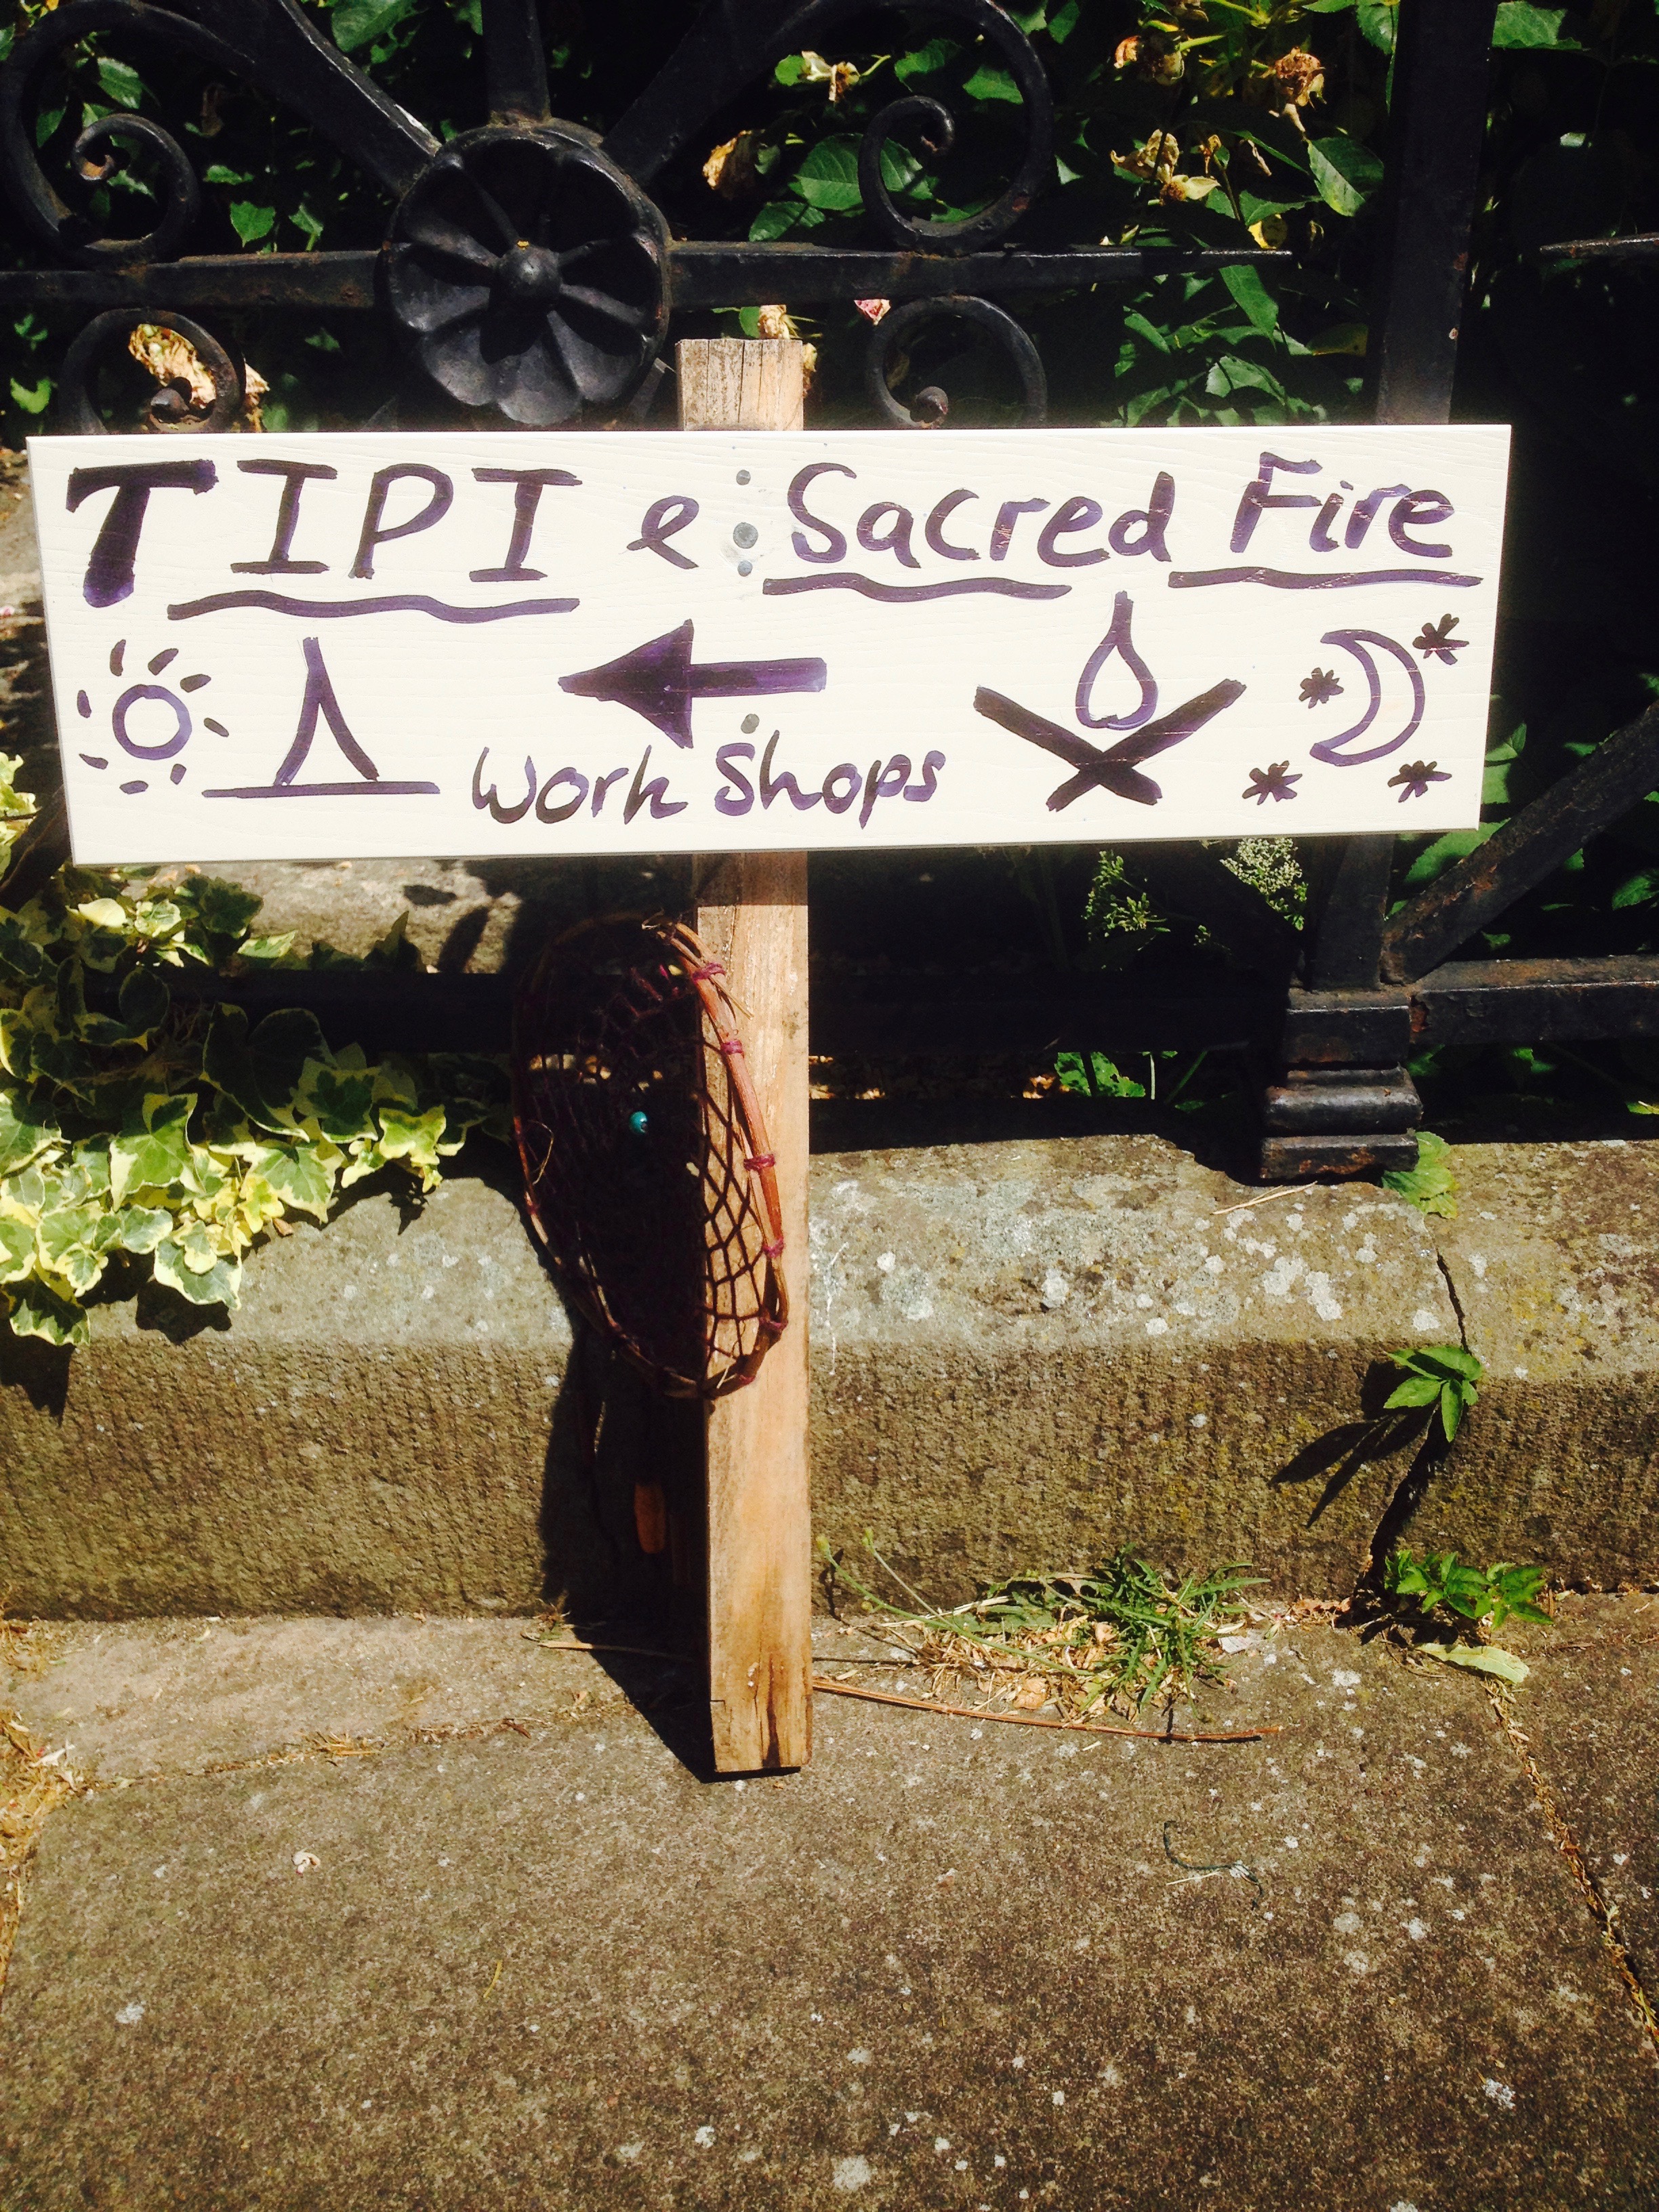 TIPI & Sacred Fire
Work Shops